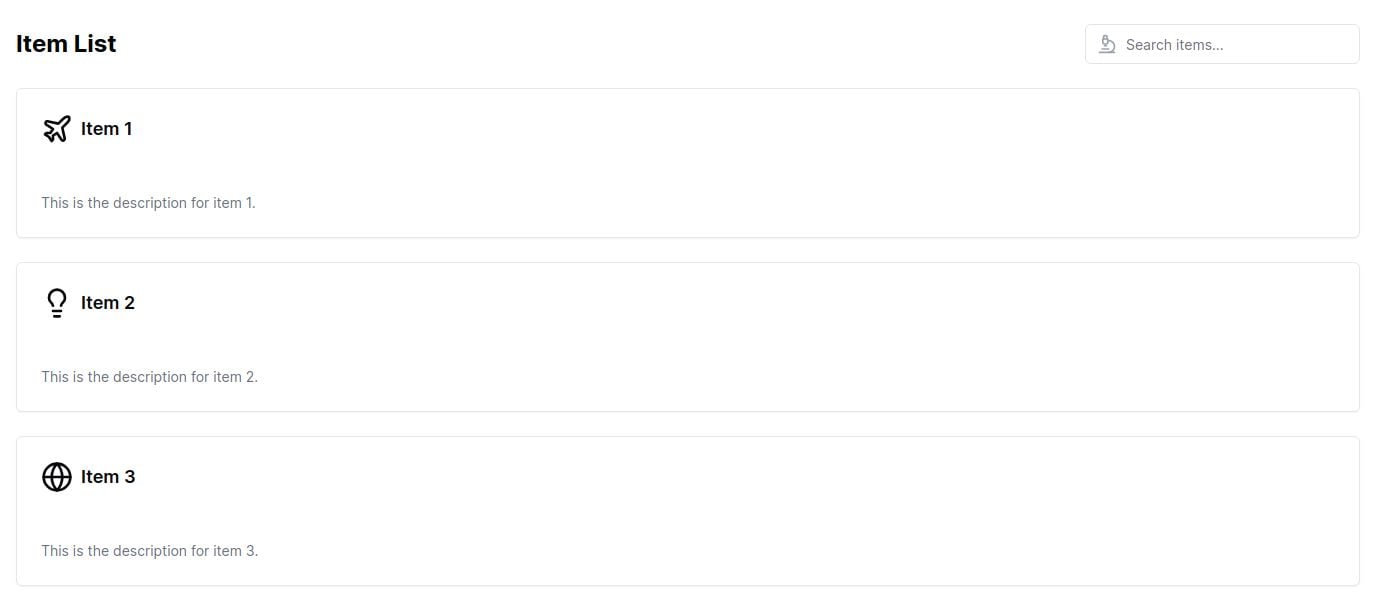 Item List
Search items...
Item 1
This is the description for item 1.
Item 2
This is the description for item 2.
Item 3
This is the description for item 3.